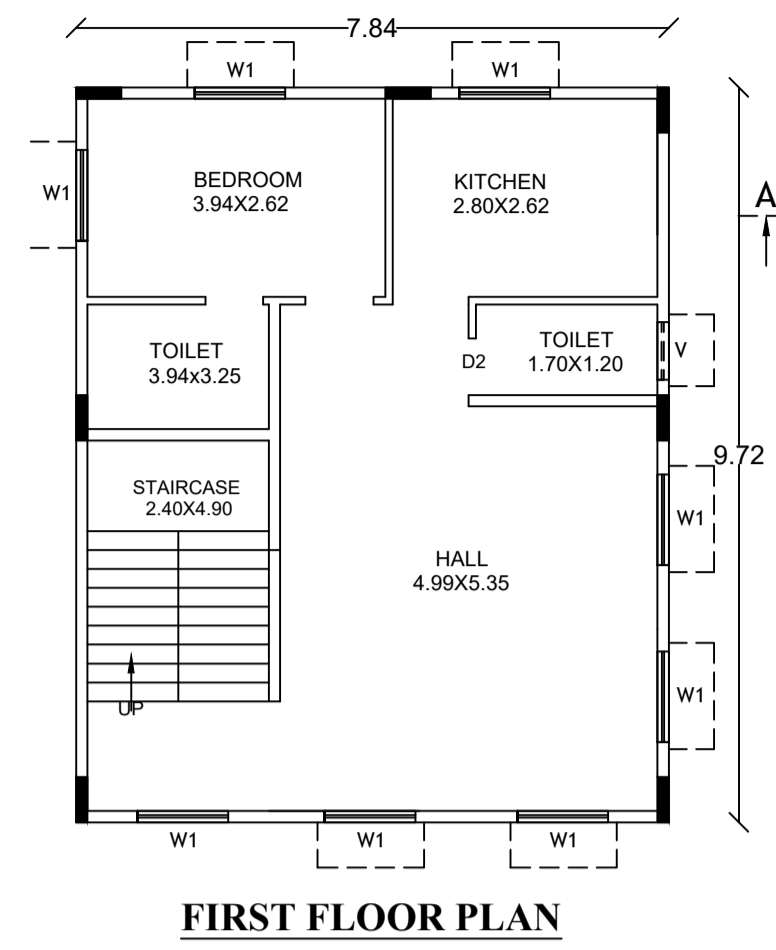 7.84
W1
W1
W1
BEDROOM
3.94X2.62
KITCHEN
2.80X2.62
A
TOILET
3.94x3.25
TOILET
1.70X1.20
D2
V
9.72
STAIRCASE
2.40X4.90
W1
HALL
4.99X5.35
UP
W1
W1
W1
W1
FIRST FLOOR PLAN